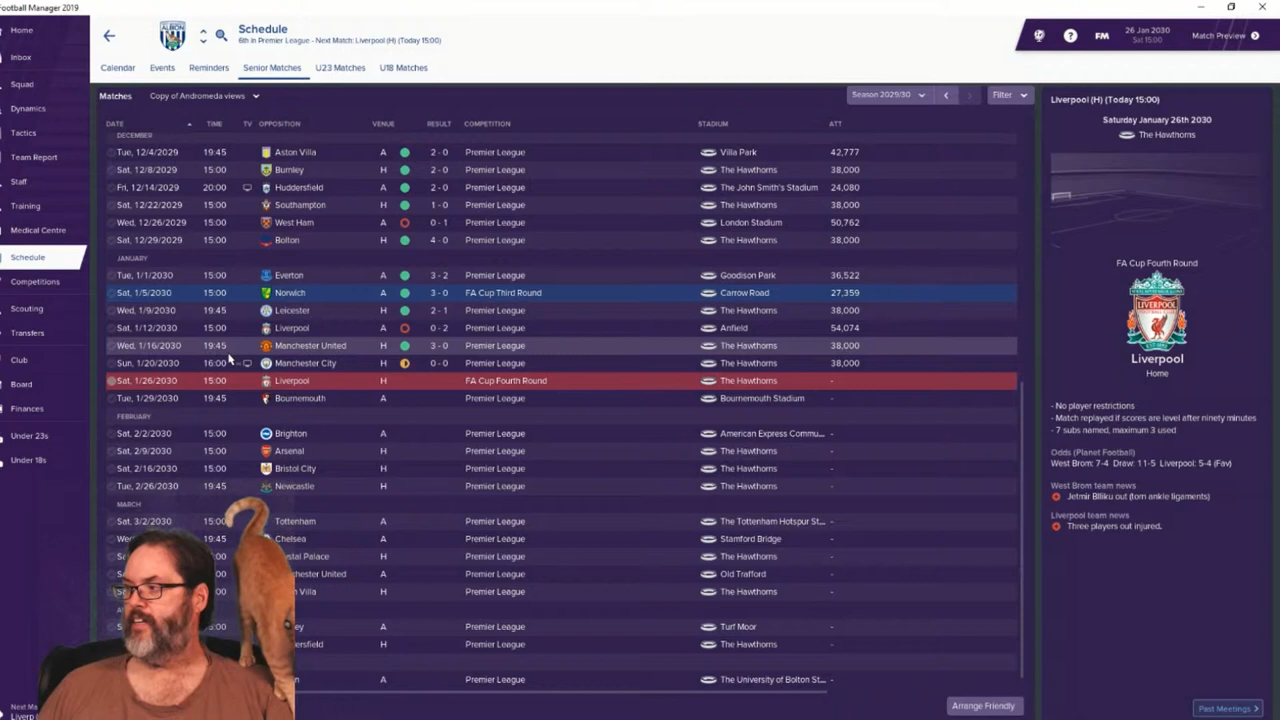 Football Manager 2019
Home
Inbox
Squad
Dynamics
Tactics
Team Report
Staff
Training
Medical Centre
Schedule
Competitions
Scouting
Transfers
Club
Board
Finances
Under 23s
Under 18s
Schedule
6th in Premier League - Next Match: Liverpool (H) (Today 15:00)
FM
26 Jan 2030
Sat 15:00
Match Preview
Calendar Events Reminders Senior Matches U23 Matches U18 Matches
Matches Copy of Andromeda views Season 2029/30 Filter
DATE TIME TV OPPOSITION VENUE RESULT COMPETITION STADIUM ATT
DECEMBER
Tue, 12/4/2029 19:45 Aston Villa A 2 - 0 Premier League Villa Park 42,777
Sat, 12/8/2029 15:00 Burnley H 2 - 0 Premier League The Hawthorns 38,000
Fri, 12/14/2029 20:00 Huddersfield A 2 - 0 Premier League The John Smith's Stadium 24,080
Sat, 12/22/2029 15:00 Southampton H 1 - 0 Premier League The Hawthorns 38,000
Wed, 12/26/2029 15:00 West Ham A 0 - 1 Premier League London Stadium 50,762
Sat, 12/29/2029 15:00 Bolton H 4 - 0 Premier League The Hawthorns 38,000
JANUARY
Tue, 1/1/2030 15:00 Everton A 3 - 2 Premier League Goodison Park 36,522
Sat, 1/5/2030 15:00 Norwich A 3 - 0 FA Cup Third Round Carrow Road 27,359
Wed, 1/9/2030 19:45 Leicester H 2 - 1 Premier League The Hawthorns 38,000
Sat, 1/12/2030 15:00 Liverpool A 0 - 2 Premier League Anfield 54,074
Wed, 1/16/2030 19:45 Manchester United H 3 - 0 Premier League The Hawthorns 38,000
Sun, 1/20/2030 16:00 Manchester City H 0 - 0 Premier League The Hawthorns 38,000
Sat, 1/26/2030 15:00 Liverpool H FA Cup Fourth Round The Hawthorns -
Tue, 1/29/2030 19:45 Bournemouth A Premier League Bournemouth Stadium -
FEBRUARY
Sat, 2/2/2030 15:00 Brighton A Premier League American Express Commu... -
Sat, 2/9/2030 15:00 Arsenal H Premier League The Hawthorns -
Sat, 2/16/2030 15:00 Bristol City H Premier League The Hawthorns -
Tue, 2/26/2030 19:45 Newcastle H Premier League The Hawthorns -
MARCH
Sat, 3/2/2030 15:00 Tottenham A Premier League The Tottenham Hotspur St... -
19:45 Chelsea A Premier League Stamford Bridge -
Palace H Premier League The Hawthorns -
United A Premier League Old Trafford -
Villa H Premier League The Hawthorns -
A Premier League Turf Moor -
H Premier League The Hawthorns -
A Premier League The University of Bolton St... -
Arrange Friendly
Liverpool (H) (Today 15:00)
Saturday January 26th 2030
The Hawthorns
FA Cup Fourth Round
LIVERPOOL
Liverpool
Home
- No player restrictions
- Match replayed if scores are level after ninety minutes
- 7 subs named, maximum 3 used
Odds (Planet Football)
West Brom: 7-4 Draw: 11-5 Liverpool: 5-4 (Fav)
West Brom team news
Jetmir Blliku out (torn ankle ligaments)
Liverpool team news
Three players out injured.
Past Meetings